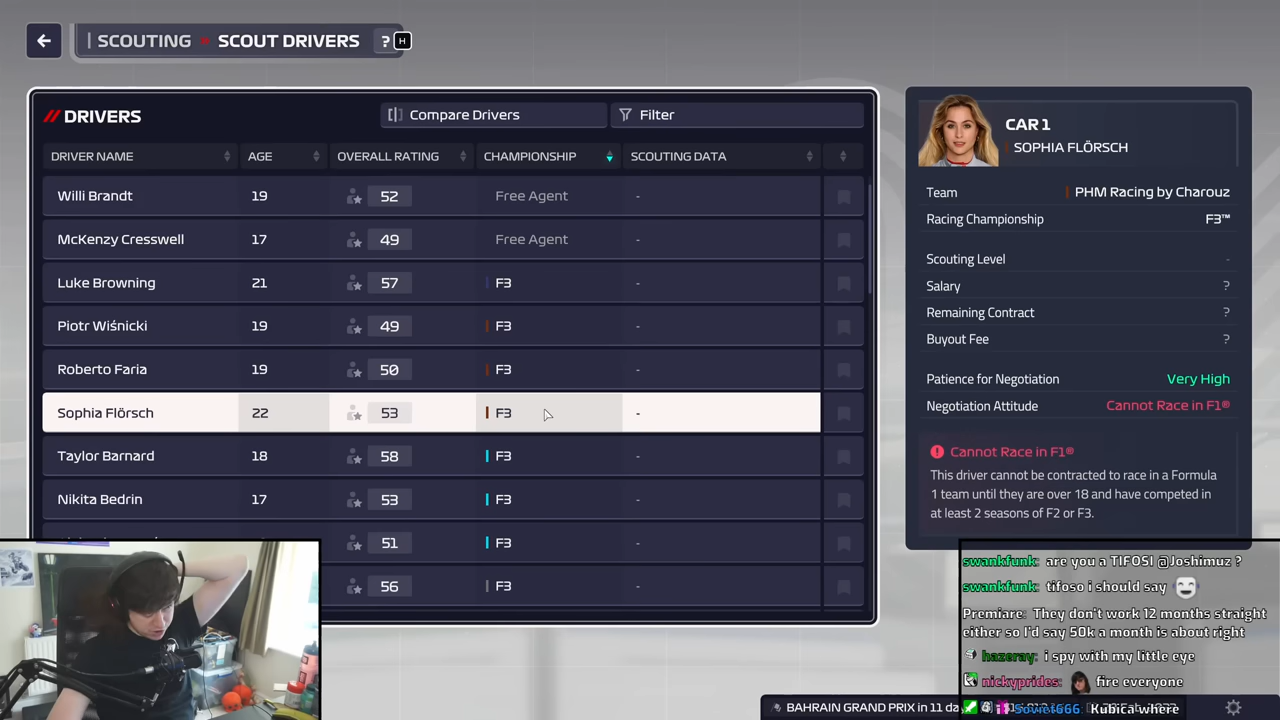 SCOUTING SCOUT DRIVERS ? H
DRIVERS Compare Drivers Filter
DRIVER NAME AGE OVERALL RATING CHAMPIONSHIP SCOUTING DATA
Willi Brandt 19 52 Free Agent -
McKenzy Cresswell 17 49 Free Agent -
Luke Browning 21 57 F3 -
Piotr Wiśnicki 19 49 F3 -
Roberto Faria 19 50 F3 -
Sophia Flörsch 22 53 F3 -
Taylor Barnard 18 58 F3 -
Nikita Bedrin 17 53 F3 -
51 F3 -
56 F3 -
CAR 1
SOPHIA FLÖRSCH
Team PHM Racing by Charouz
Racing Championship F3™
Scouting Level -
Salary ?
Remaining Contract ?
Buyout Fee ?
Patience for Negotiation Very High
Negotiation Attitude Cannot Race in F1®
Cannot Race in F1®
This driver cannot be contracted to race in a Formula
1 team until they are over 18 and have competed in
at least 2 seasons of F2 or F3.
swankfunk: are you a TIFOSI @Joshimuz ?
swankfunk: tifoso i should say
Premiare: They don't work 12 months straight
either so I'd say 50k a month is about right
hazeray: i spy with my little eye
nickyprides: fire everyone
Soviet666: Kubica where
BAHRAIN GRAND PRIX in 11 da